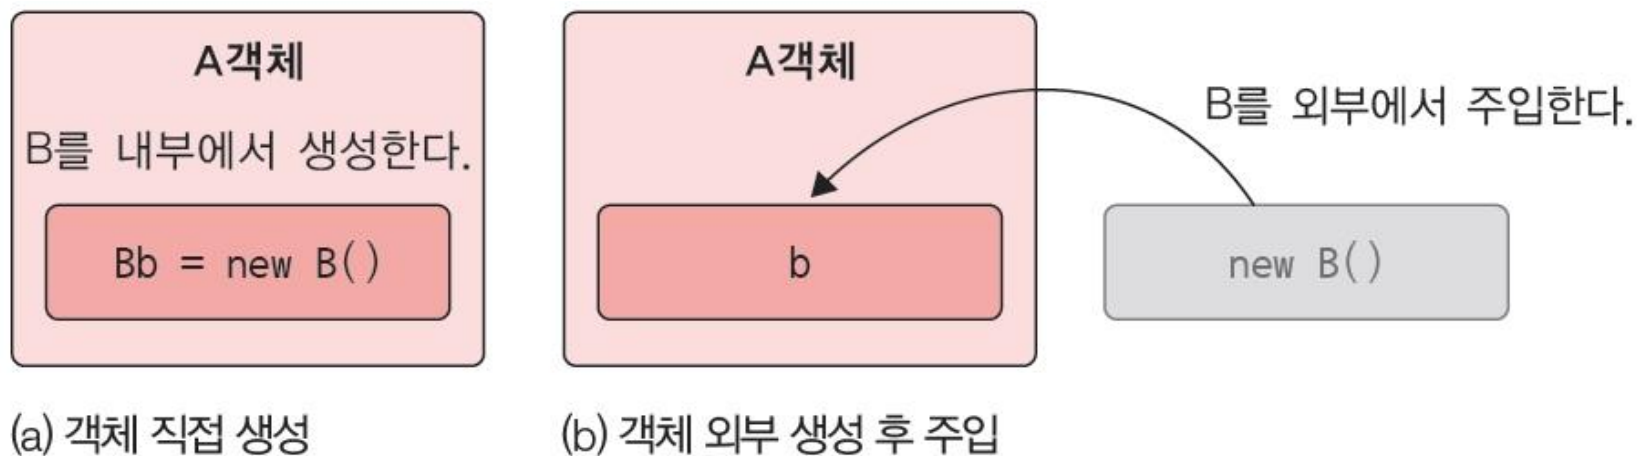 A객체
B를 내부에서 생성한다.
Bb = new B()
(a) 객체 직접 생성
A객체
B를 외부에서 주입한다.
b
new B()
(b) 객체 외부 생성 후 주입